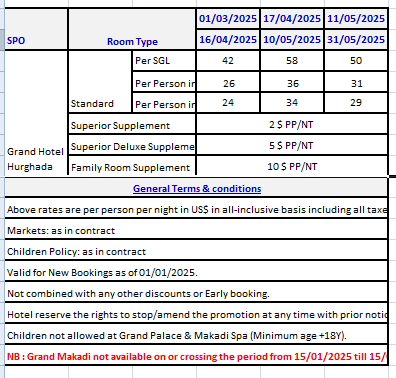 01/03/2025 17/04/2025 11/05/2025
SPO Room Type 16/04/2025 10/05/2025 31/05/2025
Per SGL 42 58 50
Per Person in 26 36 31
Standard Per Person in 24 34 29
Superior Supplement 2 $ PP/NT
Superior Deluxe Suppleme 5 $ PP/NT
Grand Hotel
Hurghada Family Room Supplement 10 $ PP/NT
General Terms & conditions
Above rates are per person per night in US$ in all-inclusive basis including all taxe
Markets: as in contract
Children Policy: as in contract
Valid for New Bookings as of 01/01/2025.
Not combined with any other discounts or Early booking.
Hotel reserve the rights to stop/amend the promotion at any time with prior notic
Children not allowed at Grand Palace & Makadi Spa (Minimum age +18Y).
NB : Grand Makadi not available on or crossing the period from 15/01/2025 till 15/